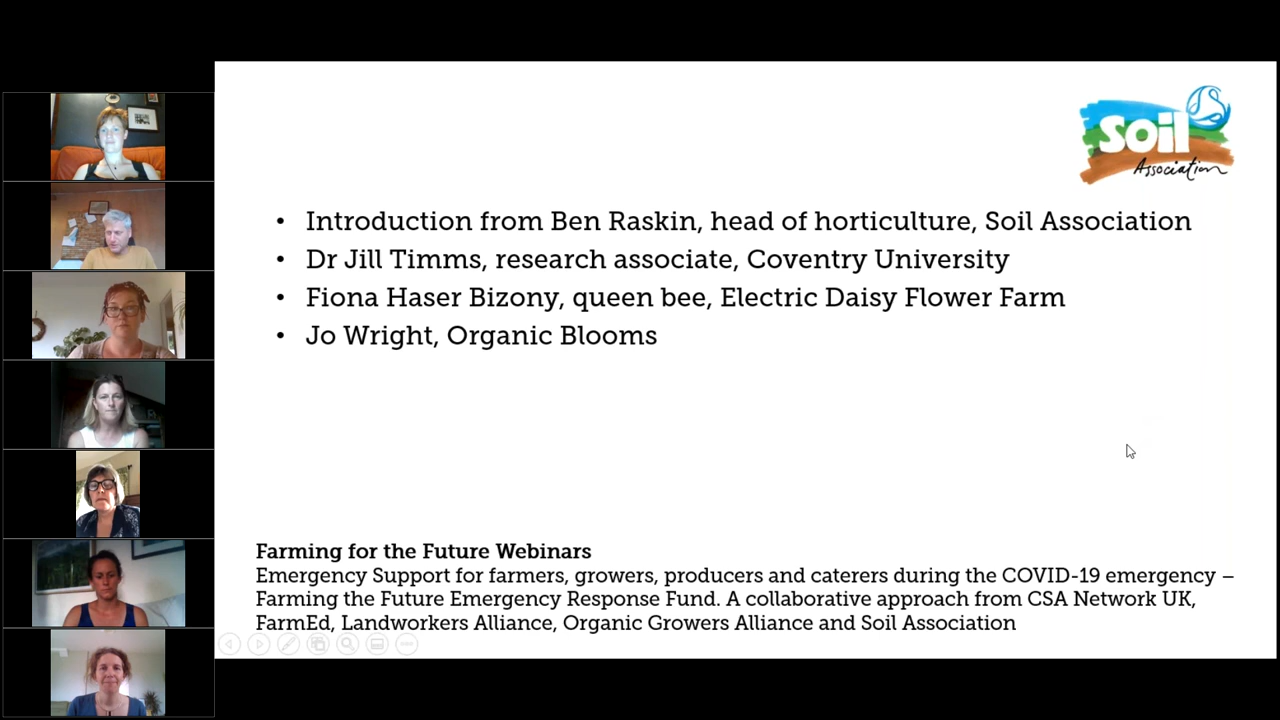 soil
Association
• Introduction from Ben Raskin, head of horticulture, Soil Association
• Dr Jill Timms, research associate, Coventry University
• Fiona Haser Bizony, queen bee, Electric Daisy Flower Farm
• Jo Wright, Organic Blooms
Farming for the Future Webinars
Emergency Support for farmers, growers, producers and caterers during the COVID-19 emergency –
Farming the Future Emergency Response Fund. A collaborative approach from CSA Network UK,
FarmEd, Landworkers Alliance, Organic Growers Alliance and Soil Association